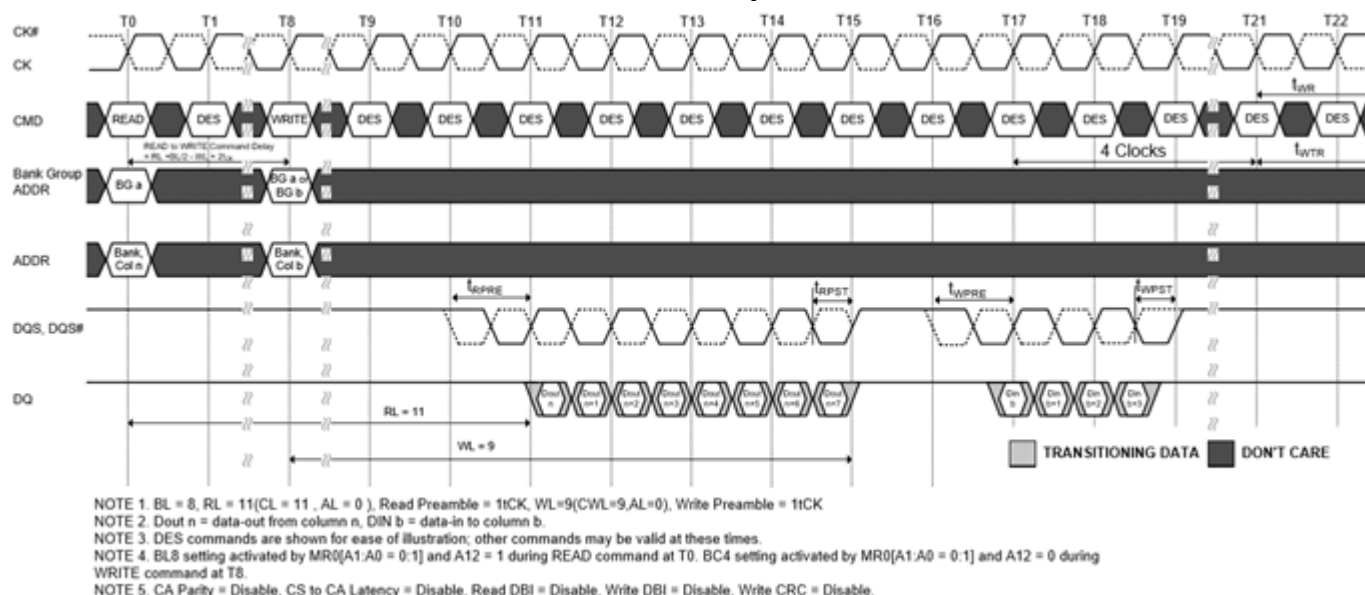 T0 T1 T8 T9 T10 T11 T12 T13 T14 T15 T16 T17 T18 T19 T21 T22
CK#
CK
tWR
CMD READ DES WRITE DES DES DES DES DES DES DES DES DES DES DES DES DES
READ to WRITE Command Delay
= RL +BL/2 - WL + 2tCK
4 Clocks tWTR
Bank Group
ADDR
BG a
BG a or
BG b
ADDR
Bank,
Col n
Bank,
Col b
tRPRE tRPST tWPRE tWPST
DQS, DQS#
DQ
Dout
n
Dout
n+1
Dout
n+2
Dout
n+3
Dout
n+4
Dout
n+5
Dout
n+6
Dout
n+7
Din
b
Din
b+1
Din
b+2
Din
b+3
RL = 11
WL = 9
TRANSITIONING DATA DON'T CARE
NOTE 1. BL = 8, RL = 11(CL = 11 , AL = 0 ), Read Preamble = 1tCK, WL=9(CWL=9,AL=0), Write Preamble = 1tCK
NOTE 2. Dout n = data-out from column n, DIN b = data-in to column b.
NOTE 3. DES commands are shown for ease of illustration; other commands may be valid at these times.
NOTE 4. BL8 setting activated by MR0[A1:A0 = 0:1] and A12 = 1 during READ command at T0. BC4 setting activated by MR0[A1:A0 = 0:1] and A12 = 0 during
WRITE command at T8.
NOTE 5. CA Parity = Disable, CS to CA Latency = Disable, Read DBI = Disable, Write DBI = Disable, Write CRC = Disable.